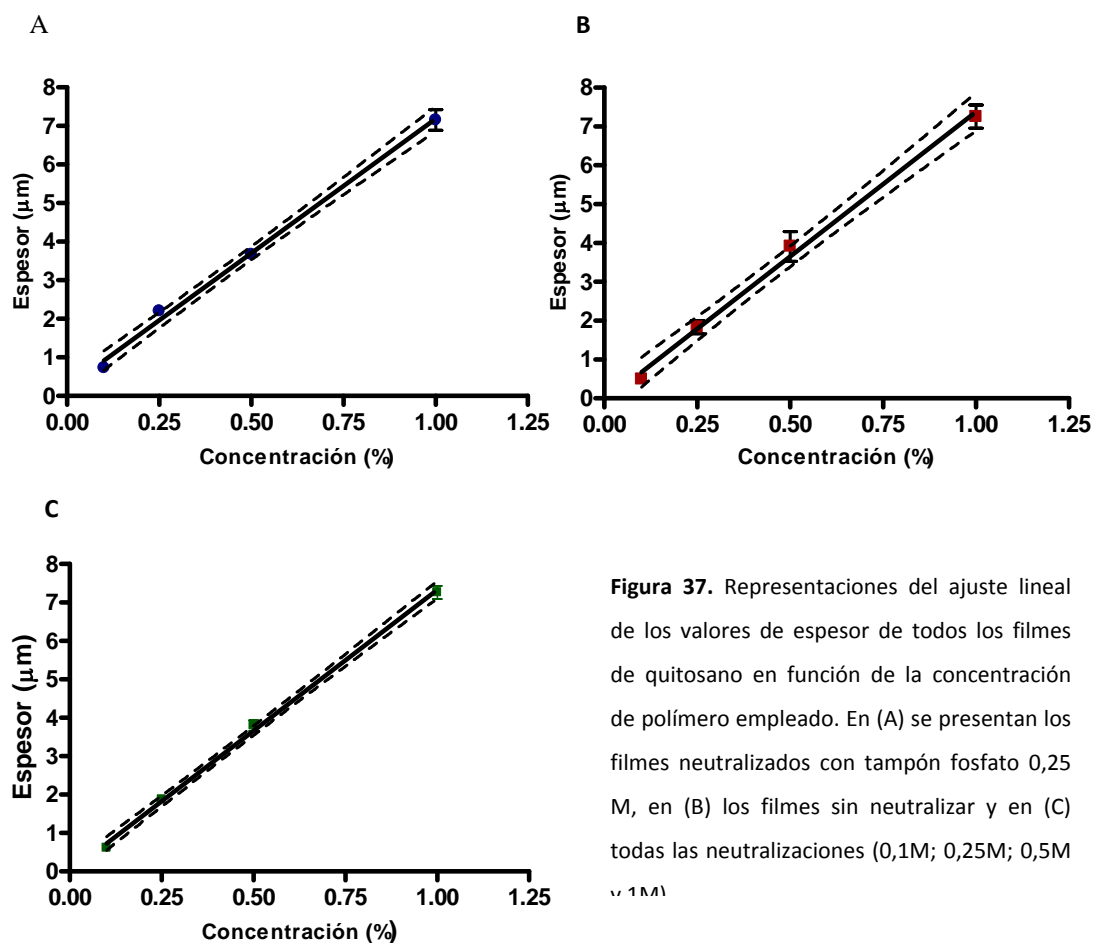 A
B
8
7
6
5
4
3
2
1
0
0.00 0.25 0.50 0.75 1.00 1.25
Espesor (μm)
Concentración (%)
8
7
6
5
4
3
2
1
0
0.00 0.25 0.50 0.75 1.00 1.25
Espesor (μm)
Concentración (%)
C
8
7
6
5
4
3
2
1
0
0.00 0.25 0.50 0.75 1.00 1.25
Espesor (μm)
Concentración (%)
Figura 37. Representaciones del ajuste lineal
de los valores de espesor de todos los filmes
de quitosano en función de la concentración
de polímero empleado. En (A) se presentan los
filmes neutralizados con tampón fosfato 0,25
M, en (B) los filmes sin neutralizar y en (C)
todas las neutralizaciones (0,1M; 0,25M; 0,5M
y 1M)